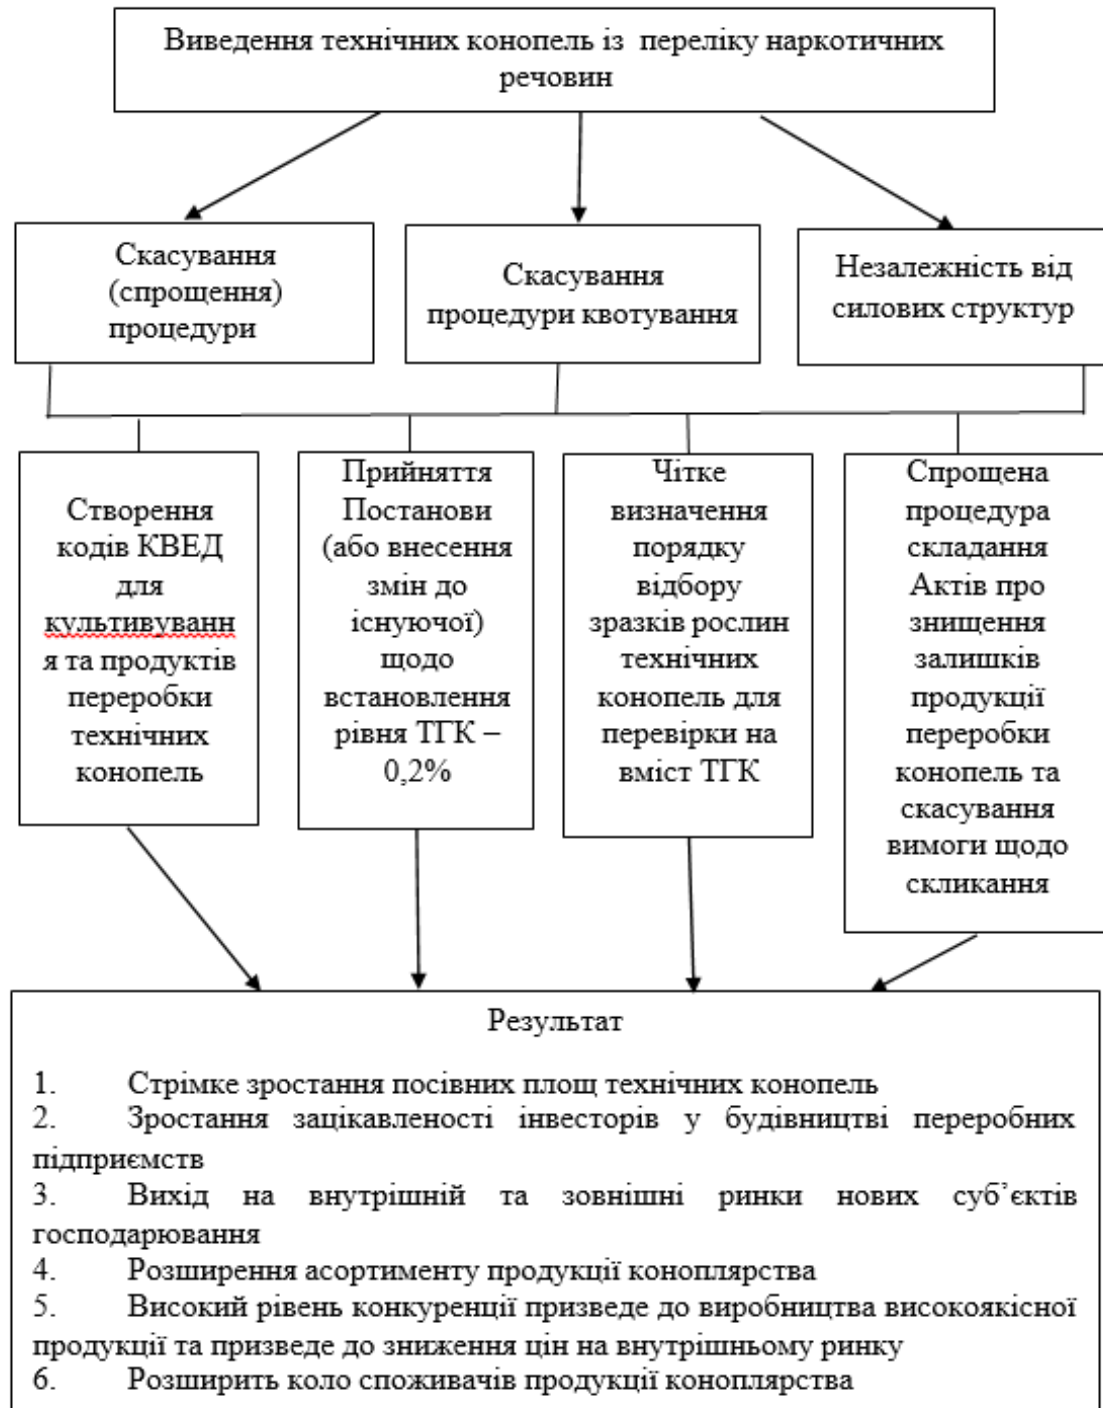 Виведення технічних конопель із переліку наркотичних
речовин
Скасування
(спрощення)
процедури
Скасування
процедури квотування
Незалежність від
силових структур
Створення
кодів КВЕД
для
культивуванн
я та продуктів
переробки
технічних
конопель
Прийняття
Постанови
(або внесення
змін до
існуючої)
щодо
встановлення
рівня ТГК –
0,2%
Чітке
визначення
порядку
відбору
зразків рослин
технічних
конопель для
перевірки на
вміст ТГК
Спрощена
процедура
складання
Актів про
знищення
залишків
продукції
переробки
конопель та
скасування
вимоги щодо
скликання
Результат
1. Стрімке зростання посівних площ технічних конопель
2. Зростання зацікавленості інвесторів у будівництві переробних
підприємств
3. Вихід на внутрішній та зовнішні ринки нових суб’єктів
господарювання
4. Розширення асортименту продукції коноплярства
5. Високий рівень конкуренції призведе до виробництва високоякісної
продукції та призведе до зниження цін на внутрішньому ринку
6. Розширить коло споживачів продукції коноплярства